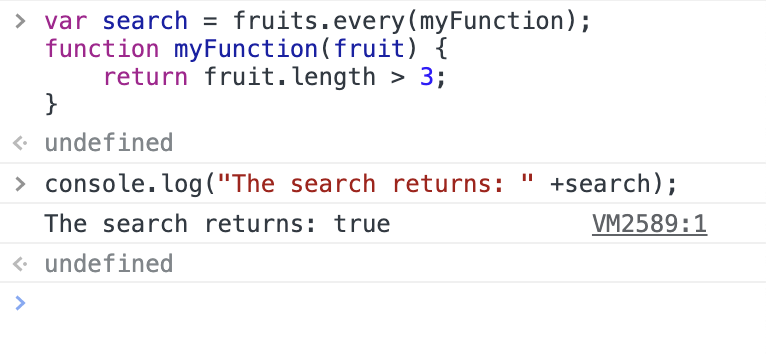 > var search = fruits.every(myFunction);
function myFunction(fruit) {
    return fruit.length > 3;
}
undefined
> console.log("The search returns: " +search);
The search returns: true VM2589:1
undefined
>